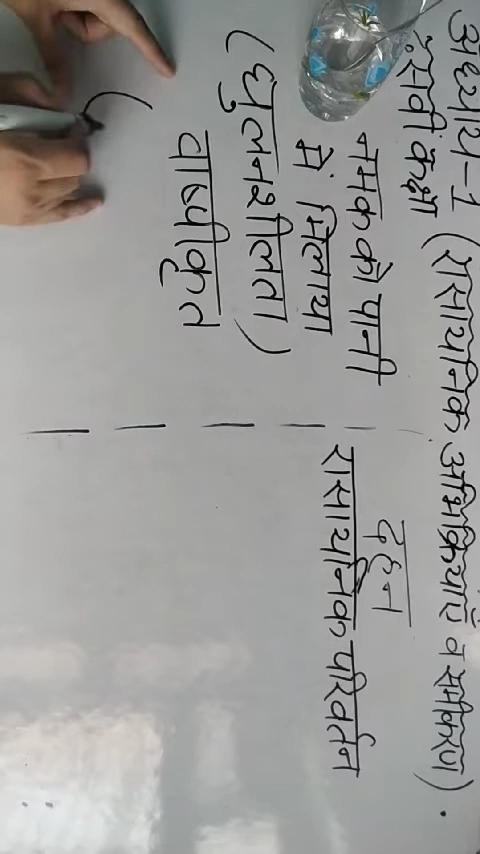 अध्याय-1 (रासायनिक अभिक्रियाएं व समीकरण).
दसवीं कक्षा
नमक को पानी
में मिलाया
(घुलनशीलता)
वाष्पीकृत
दहन
रासायनिक परिवर्तन